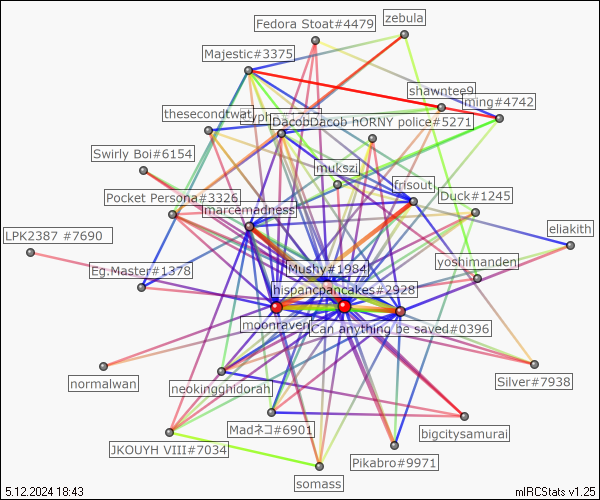 Fedora Stoat#4479
zebula
Majestic#3375
shawntee9
ming#4742
thesecondtwat
DacobDacob hORNY police#5271
Swirly Boi#6154
mukszi
frisout
Duck#1245
Pocket Persona#3326
marcemadness
eliakith
LPK2387 #7690
yoshimanden
Eg.Master#1378
Mushy#1984
hispancpancakes#2928
moonraven
Can anything be saved#0396
normalwan
neokingghidorah
Silver#7938
Madネコ#6901
bigcitysamurai
JKOUYH VIII#7034
Pikabro#9971
somass
5.12.2024 18:43
mIRCStats v1.25